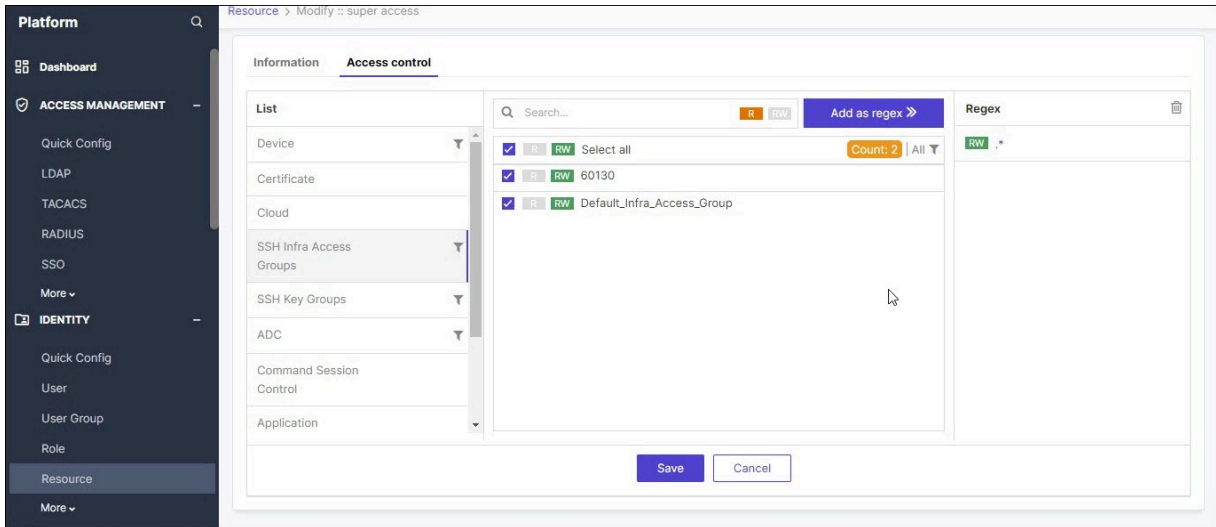 Platform
Dashboard
ACCESS MANAGEMENT
Quick Config
LDAP
TACACS
RADIUS
SSO
More
IDENTITY
Quick Config
User
User Group
Role
Resource
More
Resource > Modify :: super access
Information Access control
List
Device
Certificate
Cloud
SSH Infra Access
Groups
SSH Key Groups
ADC
Command Session
Control
Application
Search... R RW Add as regex »
R RW Select all Count: 2 | All
R RW 60130
R RW Default_Infra_Access_Group
Regex
RW .*
Save Cancel